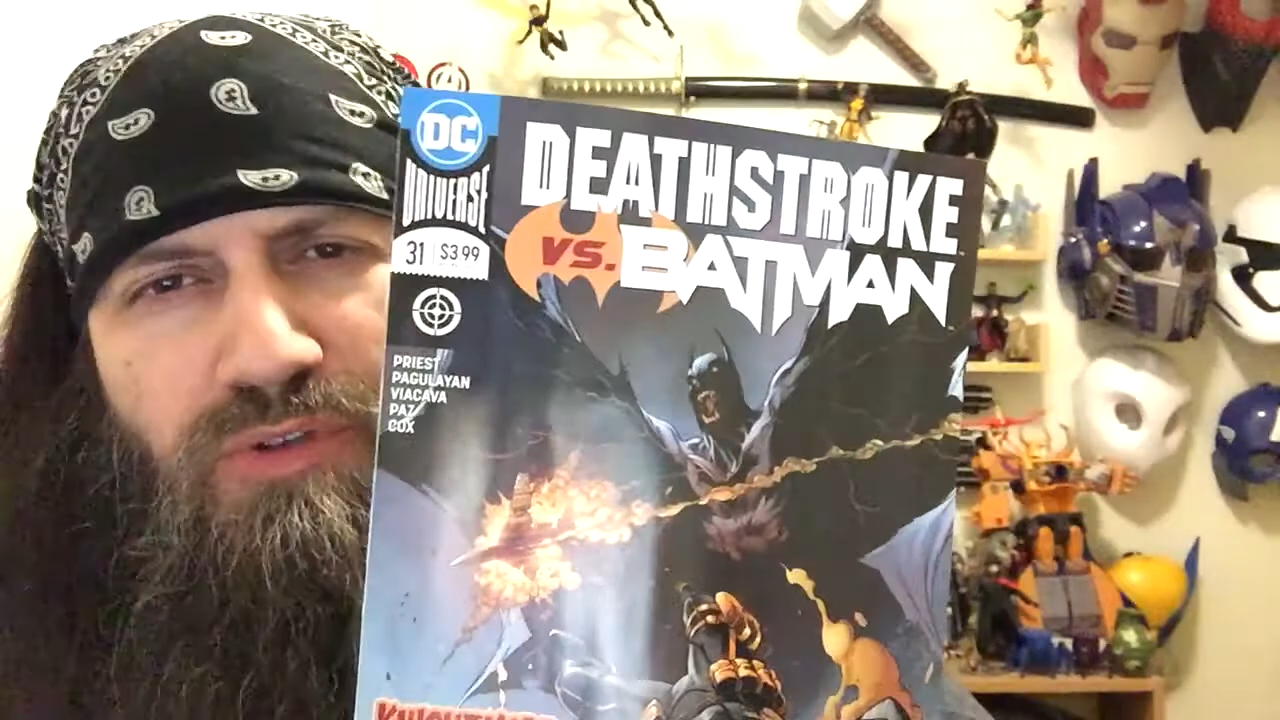 DC
UNIVERSE
31 $3.99
DEATHSTROKE
VS. BATMAN
PRIEST
PAGULAYAN
VIACAVA
PAZ
COX